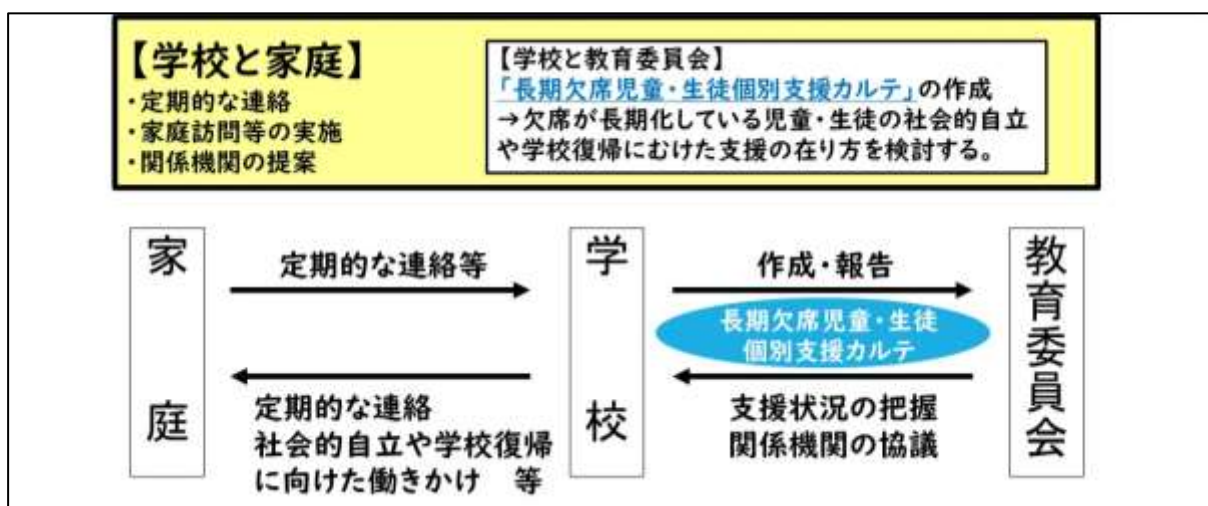 【学校と家庭】
・定期的な連絡
・家庭訪問等の実施
・関係機関の提案
【学校と教育委員会】
「長期欠席児童・生徒個別支援カルテ」の作成
→欠席が長期化している児童・生徒の社会的自立
や学校復帰にむけた支援の在り方を検討する。
家庭
定期的な連絡等
定期的な連絡
社会的自立や学校復帰
に向けた働きかけ　等
学校
作成・報告
長期欠席児童・生徒
個別支援カルテ
支援状況の把握
関係機関の協議
教育委員会